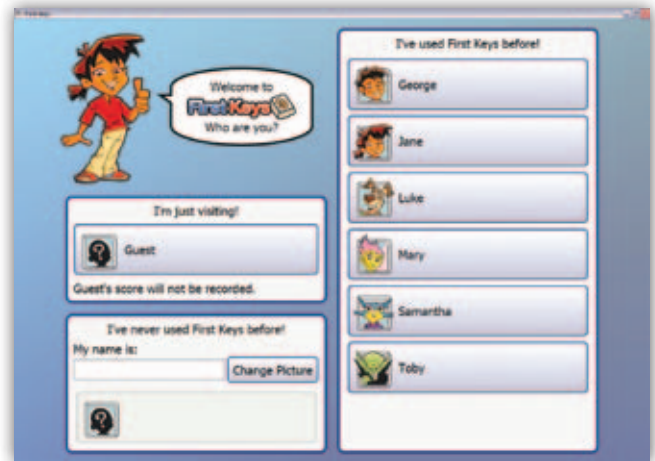 First Keys
Welcome to
FirstKeys
Who are you?
I'm just visiting!
Guest
Guest's score will not be recorded.
I've never used First Keys before!
My name is:
Change Picture
I've used First Keys before!
George
Jane
Luke
Mary
Samantha
Toby